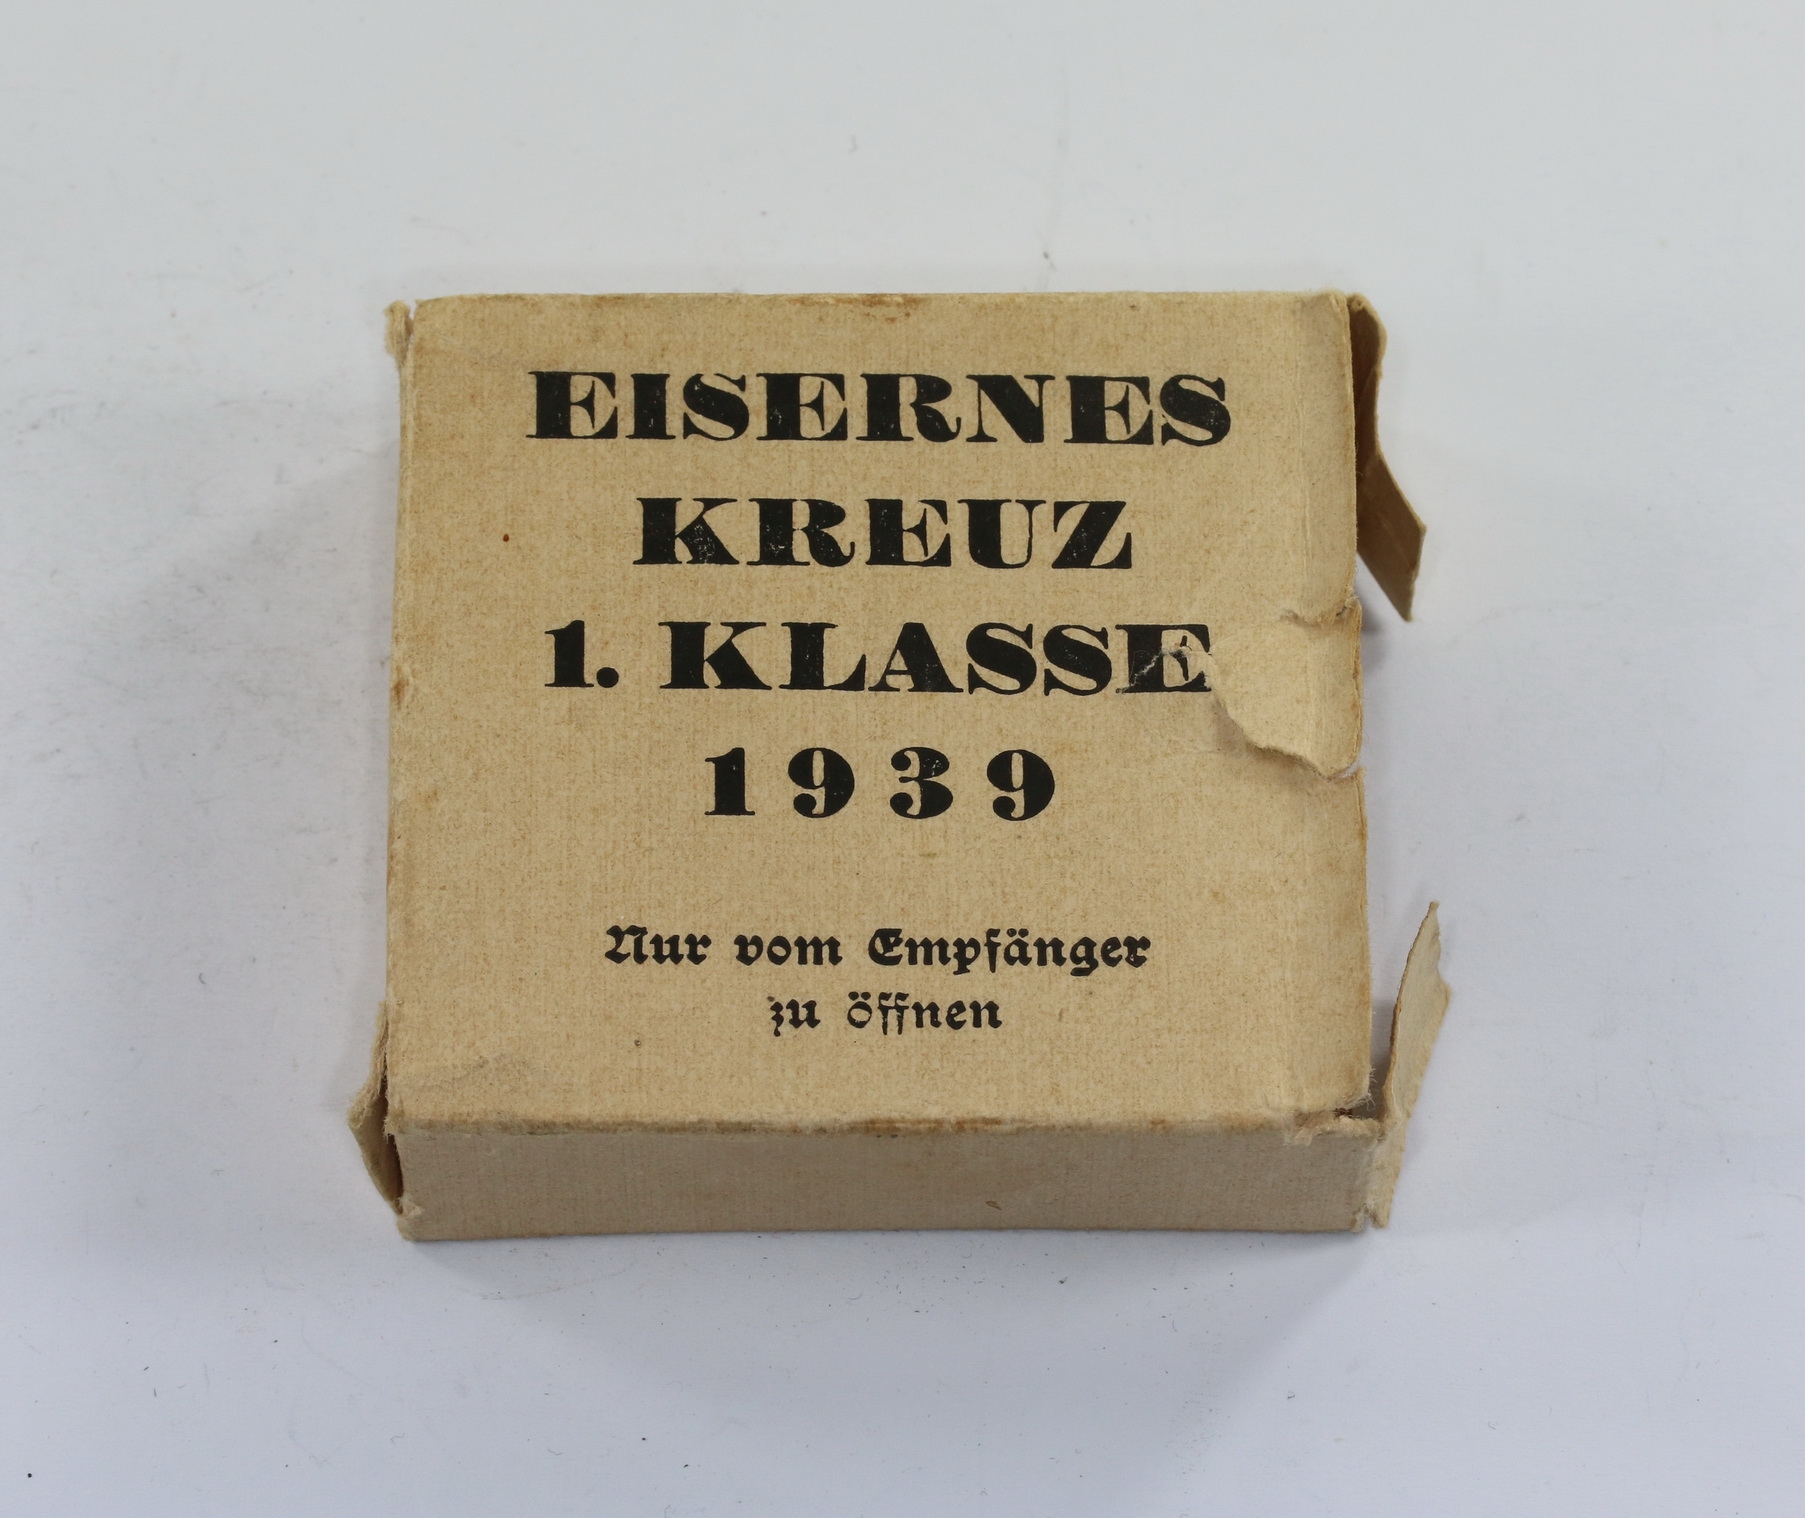 EISERNES
KREUZ
1. KLASSE
1939
Nur vom Empfänger
zu öffnen